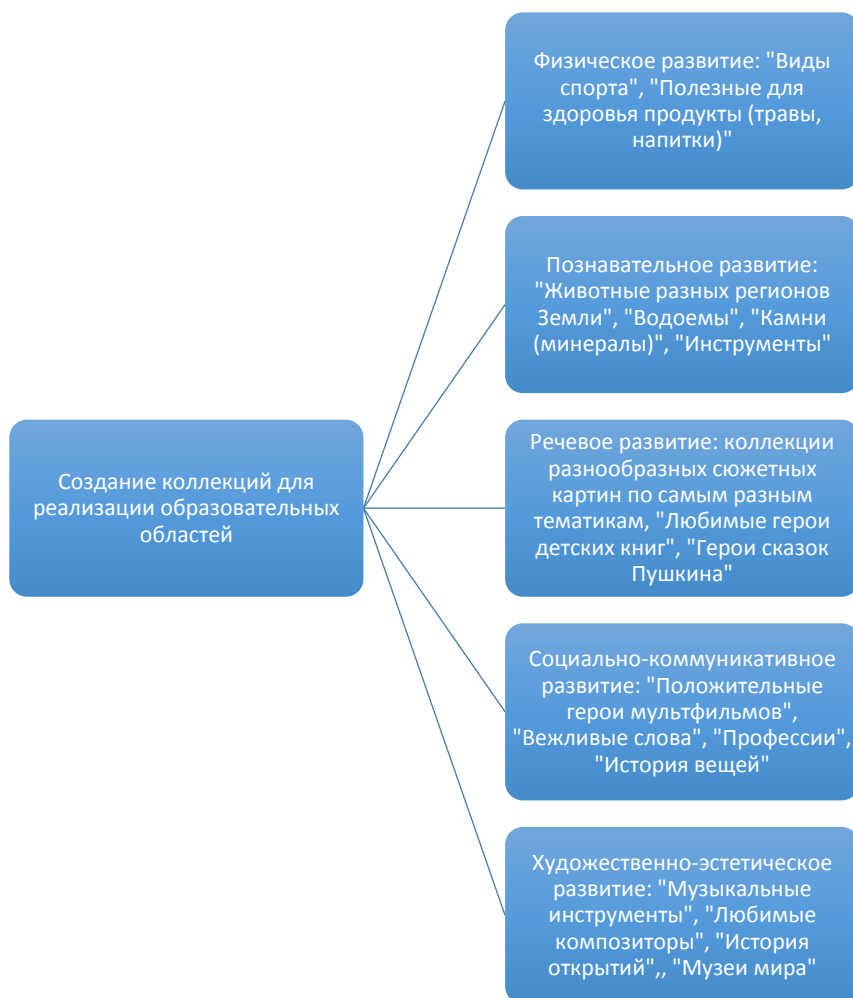 Физическое развитие: "Виды
спорта", "Полезные для
здоровья продукты (травы,
напитки)"
Познавательное развитие:
"Животные разных регионов
Земли", "Водоемы", "Камни
(минералы)", "Инструменты"
Создание коллекций для
реализации образовательных
областей
Речевое развитие: коллекции
разнообразных сюжетных
картин по самым разным
тематикам, "Любимые герои
детских книг", "Герои сказок
Пушкина"
Социально-коммуникативное
развитие: "Положительные
герои мультфильмов",
"Вежливые слова", "Профессии",
"История вещей"
Художественно-эстетическое
развитие: "Музыкальные
инструменты", "Любимые
композиторы", "История
открытий",, "Музеи мира"